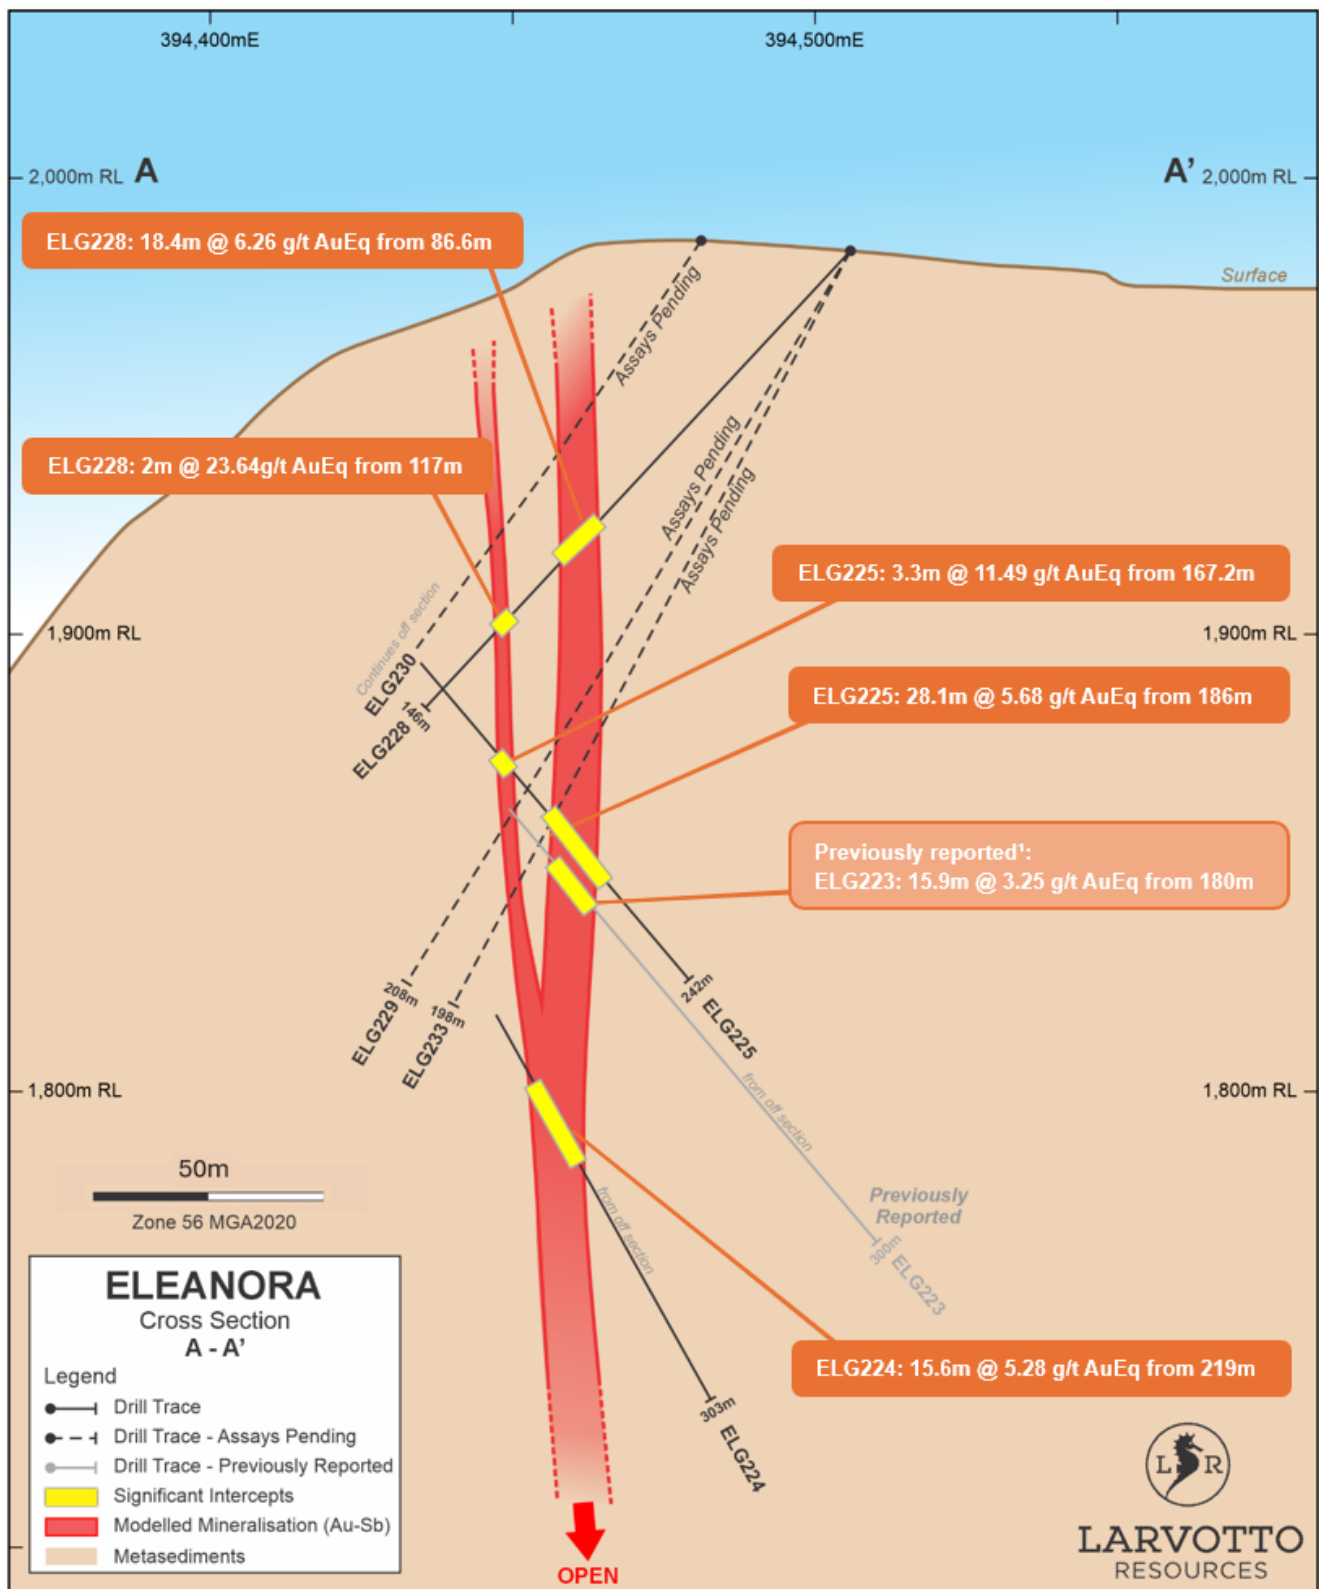 394,400mE
394,500mE
2,000m RL
A
A'
2,000m RL
ELG228: 18.4m @ 6.26 g/t AuEq from 86.6m
Surface
Assays Pending
ELG228: 2m @ 23.64g/t AuEq from 117m
Assays Pending
Assays Pending
ELG225: 3.3m @ 11.49 g/t AuEq from 167.2m
1,900m RL
1,900m RL
Continues off section
ELG230
146m
ELG228
ELG225: 28.1m @ 5.68 g/t AuEq from 186m
Previously reported¹:
ELG223: 15.9m @ 3.25 g/t AuEq from 180m
208m
ELG229
198m
ELG233
242m
ELG225
1,800m RL
1,800m RL
from off section
50m
Zone 56 MGA2020
from off section
Previously
Reported
300m
ELG223
ELG224: 15.6m @ 5.28 g/t AuEq from 219m
303m
ELG224
ELEANORA
Cross Section
A - A'
Legend
Drill Trace
Drill Trace - Assays Pending
Drill Trace - Previously Reported
Significant Intercepts
Modelled Mineralisation (Au-Sb)
Metasediments
OPEN
L R
LARVOTTO
RESOURCES